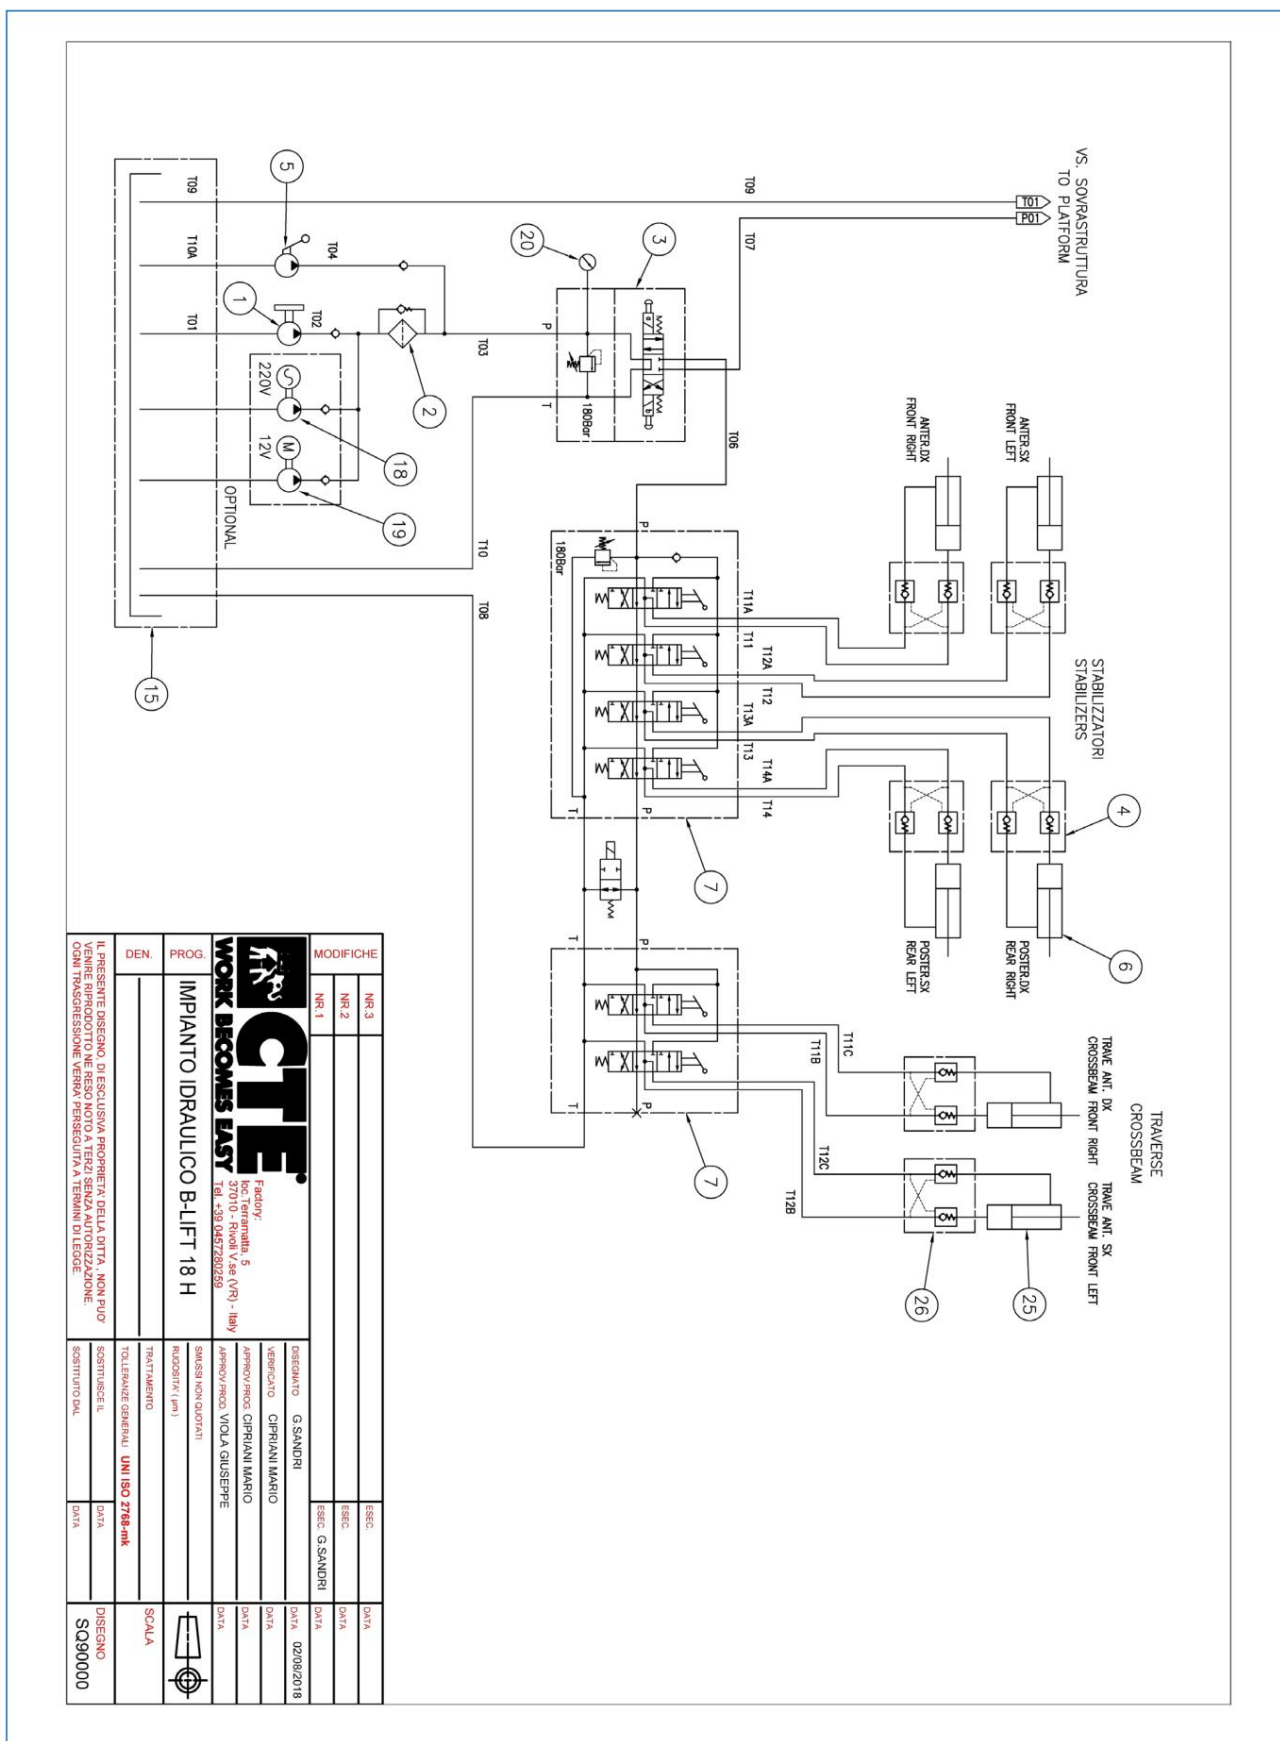 VS. SOVRASTRUTTURA
TO PLATFORM
T01
P01
T09
T07
STABILIZZATORI
STABILIZERS
ANTER.SX
FRONT LEFT
ANTER.DX
FRONT RIGHT
4
6
POSTER.DX
REAR RIGHT
POSTER.SX
REAR LEFT
TRAVERSE
CROSSBEAM
TRAVE ANT. DX
CROSSBEAM FRONT RIGHT
TRAVE ANT. SX
CROSSBEAM FRONT LEFT
25
26
T11C
T11B
T12C
T12B
T11A
T11
T12A
T12
T13A
T13
T14A
T14
7
7
3
20
a
b
P
T
180Bar
T06
P
180Bar
P
T
P
T
P
T
T03
T10
T08
5
T04
1
T02
2
220V
12V
M
18
19
OPTIONAL
T09
T10A
T01
15
MODIFICHE
NR.3
ESEC.
DATA
NR.2
ESEC.
DATA
NR.1
ESEC. G.SANDRI
DATA
CTE®
WORK BECOMES EASY
Factory:
loc.Terramatta, 5
37010 - Rivoli V.se (VR) - Italy
Tel. +39 0457280259
DISEGNATO G.SANDRI
DATA 02/08/2018
VERIFICATO CIPRIANI MARIO
DATA
APPROV.PROG. CIPRIANI MARIO
DATA
APPROV.PROD. VIOLA GIUSEPPE
DATA
PROG.
IMPIANTO IDRAULICO B-LIFT 18 H
SMUSSI NON QUOTATI
RUGOSITA' ( µm )
DEN.
TRATTAMENTO
TOLLERANZE GENERALI UNI ISO 2768-mk
SCALA
IL PRESENTE DISEGNO, DI ESCLUSIVA PROPRIETA' DELLA DITTA , NON PUO'
VENIRE RIPRODOTTO NE RESO NOTO A TERZI SENZA AUTORIZZAZIONE.
OGNI TRASGRESSIONE VERRA' PERSEGUITA A TERMINI DI LEGGE.
SOSTITUISCE IL
DATA
SOSTITUITO DAL
DATA
DISEGNO
SQ90000